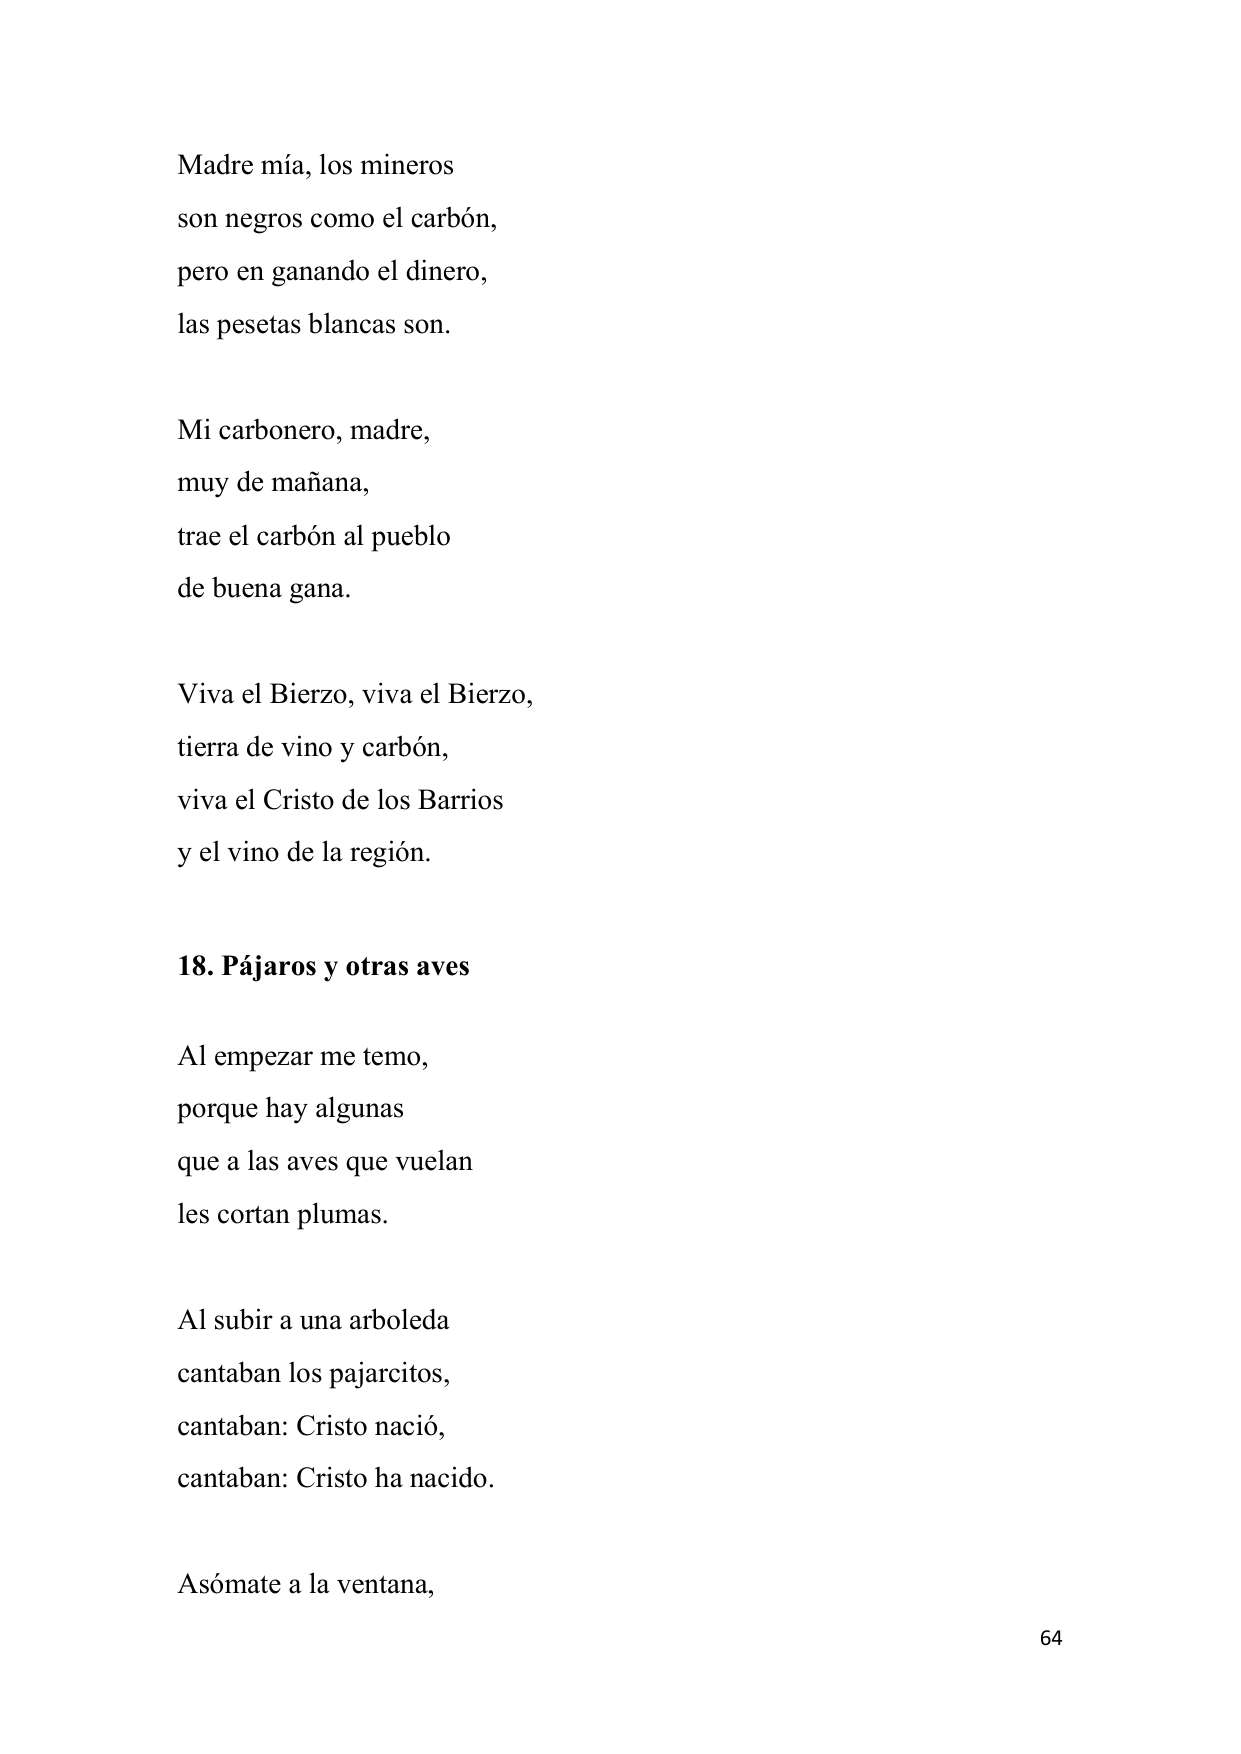 Madre mía, los mineros
son negros como el carbón,
pero en ganando el dinero,
las pesetas blancas son.
Mi carbonero, madre,
muy de mañana,
trae el carbón al pueblo
de buena gana.
Viva el Bierzo, viva el Bierzo,
tierra de vino y carbón,
viva el Cristo de los Barrios
y el vino de la región.
18. Pájaros y otras aves
Al empezar me temo,
porque hay algunas
que a las aves que vuelan
les cortan plumas.
Al subir a una arboleda
cantaban los pajarcitos,
cantaban: Cristo nació,
cantaban: Cristo ha nacido.
Asómate a la ventana,
64